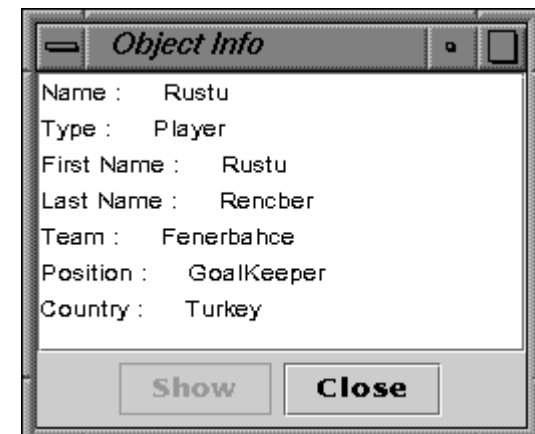 Object Info
Name : Rustu
Type : Player
First Name : Rustu
Last Name : Rencber
Team : Fenerbahce
Position : GoalKeeper
Country : Turkey
Show Close